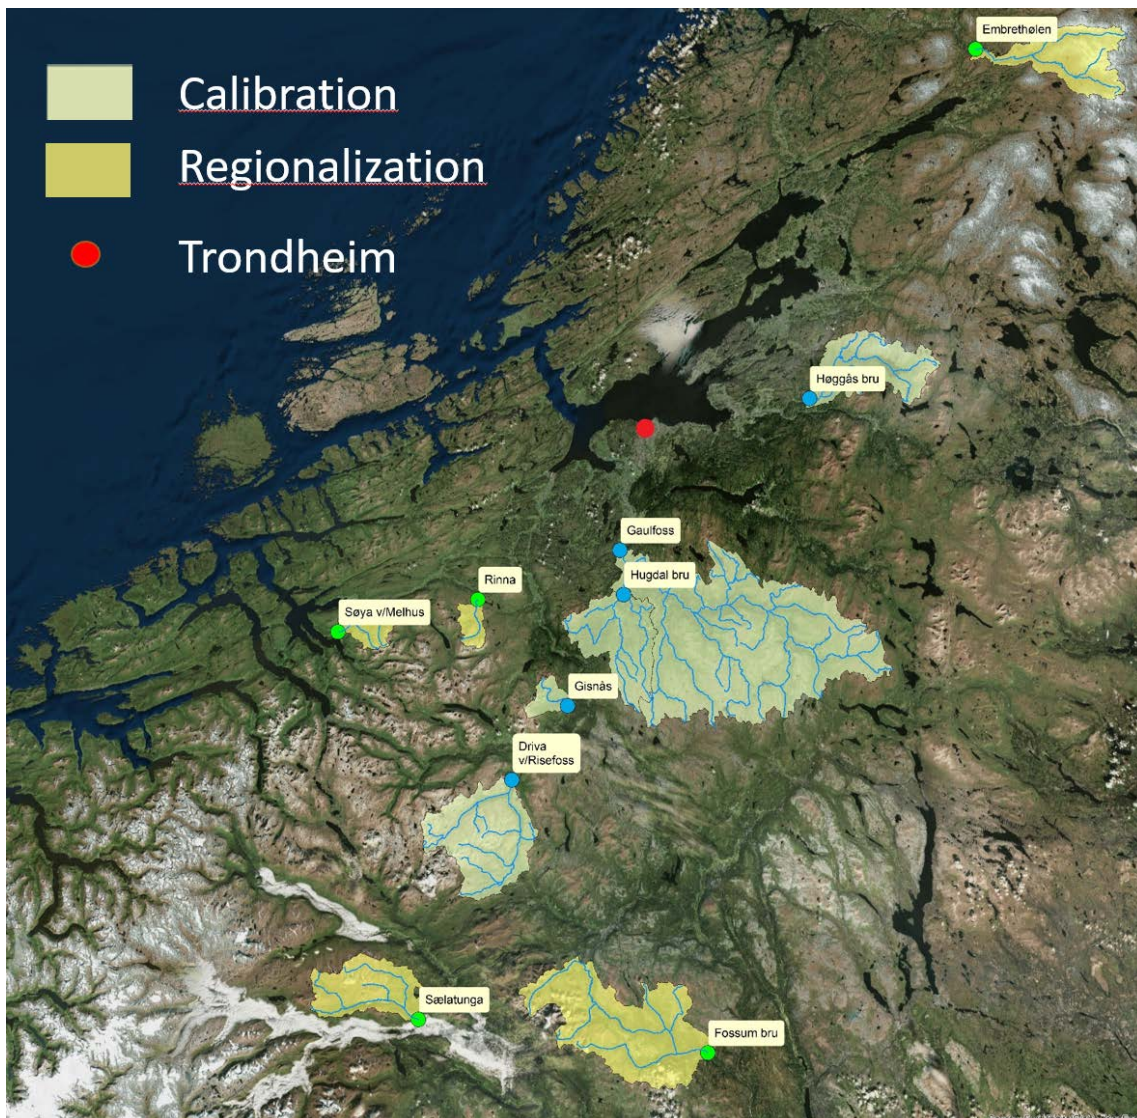 Embrethølen
Calibration
Regionalization
Trondheim
Høggås bru
Gaulfoss
Hugdal bru
Rinna
Søya v/Melhus
Gisnås
Driva
v/Risefoss
Sælatunga
Fossum bru